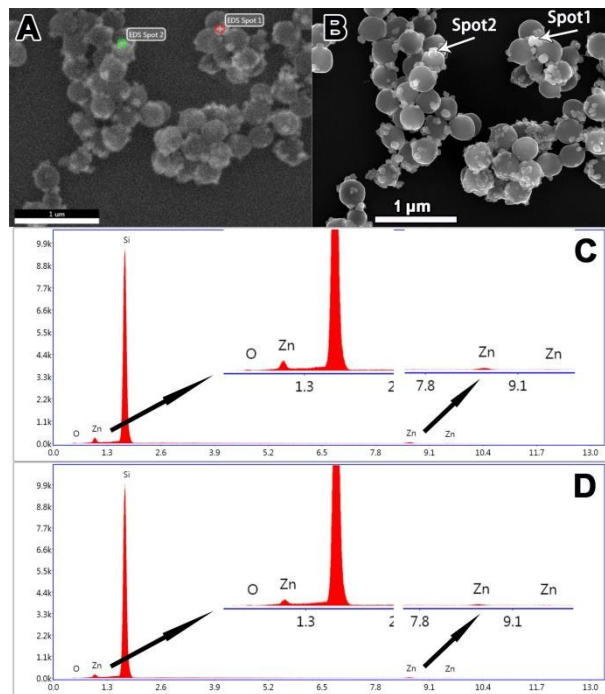 A
EDS Spot 2
EDS Spot 1
1 um
B
Spot2
Spot1
1 µm
C
9.9k
8.8k
7.7k
6.6k
5.5k
4.4k
3.3k
2.2k
1.1k
0.0k
Si
O Zn
O Zn
1.3 2
Zn Zn
7.8 9.1
Zn Zn
0.0 1.3 2.6 3.9 5.2 6.5 7.8 9.1 10.4 11.7 13.0
D
9.9k
8.8k
7.7k
6.6k
5.5k
4.4k
3.3k
2.2k
1.1k
0.0k
Si
O Zn
O Zn
1.3 2
Zn Zn
7.8 9.1
Zn Zn
0.0 1.3 2.6 3.9 5.2 6.5 7.8 9.1 10.4 11.7 13.0